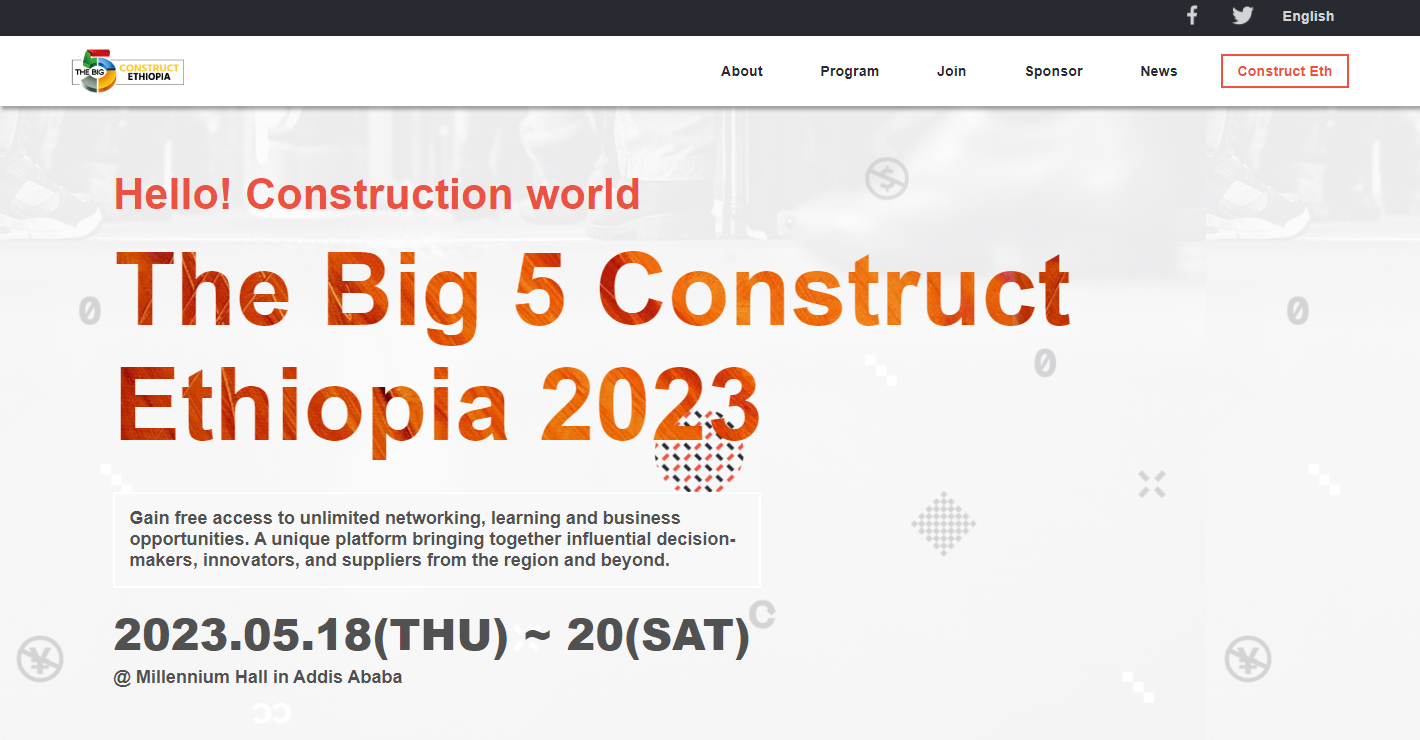 English
THE BIG 5
CONSTRUCT
ETHIOPIA
About
Program
Join
Sponsor
News
Construct Eth
Hello! Construction world
The Big 5 Construct
Ethiopia 2023
Gain free access to unlimited networking, learning and business
opportunities. A unique platform bringing together influential decision-
makers, innovators, and suppliers from the region and beyond.
2023.05.18(THU) ~ 20(SAT)
@ Millennium Hall in Addis Ababa